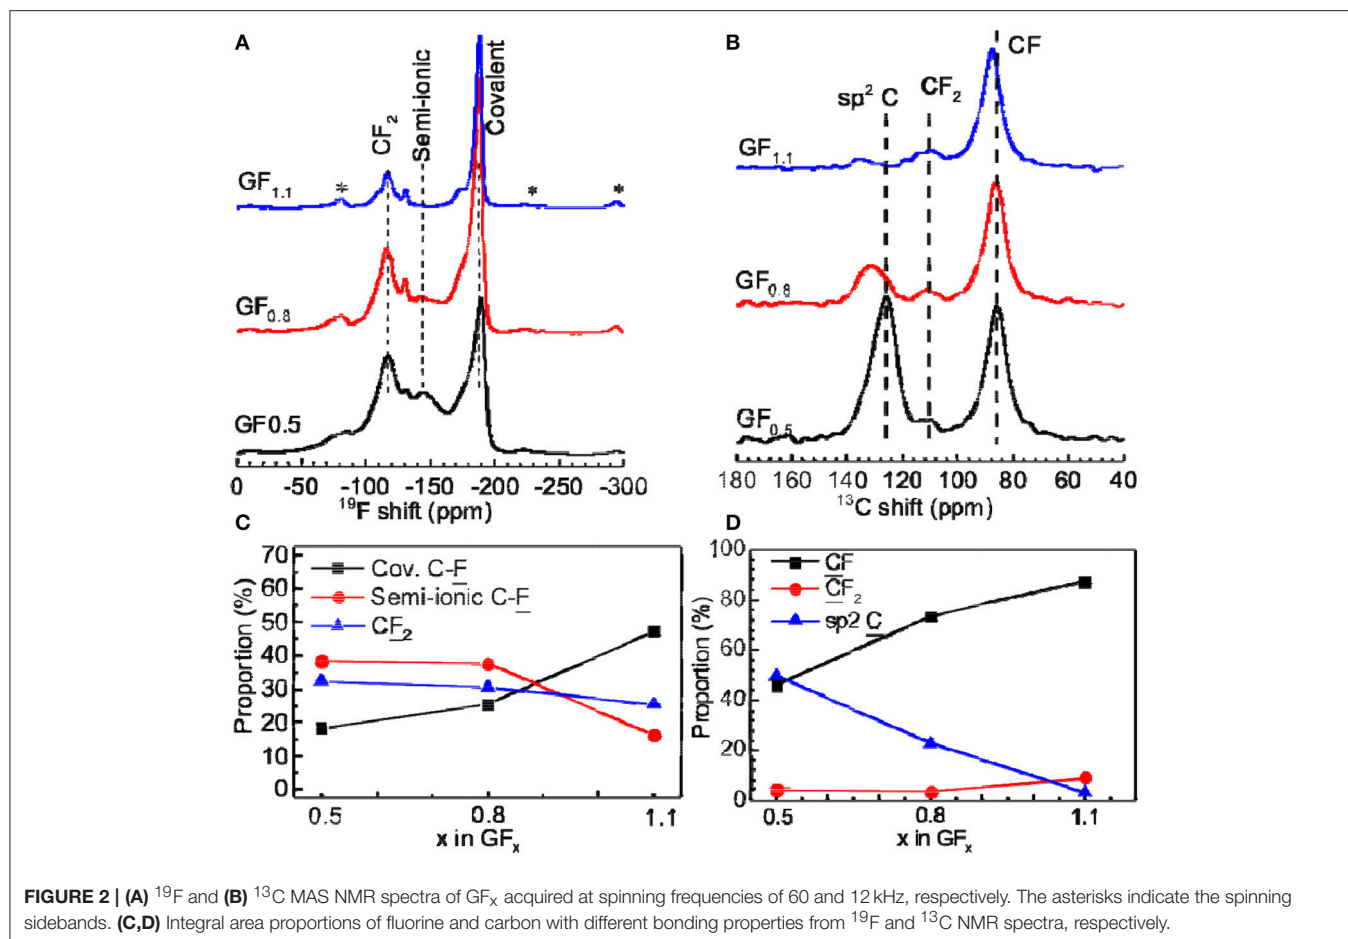 A
CF2
Semi-ionic
Covalent
GF1.1
*
*
*
GF0.8
GF0.5
0 -50 -100 -150 -200 -250 -300
19F shift (ppm)
B
sp2 C
CF2
CF
GF1.1
GF0.8
GF0.5
180 160 140 120 100 80 60 40
13C shift (ppm)
C
Proportion (%)
70
60
50
40
30
20
10
0
Cov. C-F
Semi-ionic C-F
CF2
0.5 0.8 1.1
x in GFx
D
Proportion (%)
100
80
60
40
20
0
CF
CF2
sp2 C
0.5 0.8 1.1
x in GFx
FIGURE 2 | (A) 19F and (B) 13C MAS NMR spectra of GFx acquired at spinning frequencies of 60 and 12 kHz, respectively. The asterisks indicate the spinning
sidebands. (C,D) Integral area proportions of fluorine and carbon with different bonding properties from 19F and 13C NMR spectra, respectively.